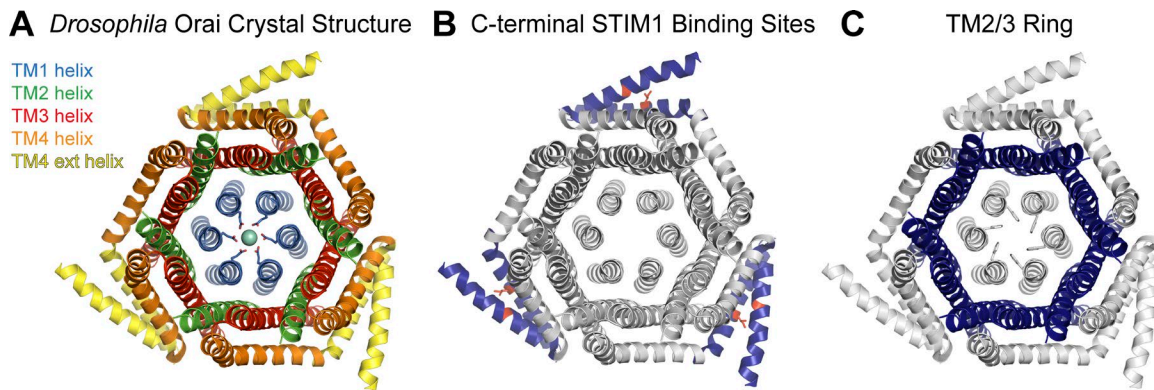 A Drosophila Orai Crystal Structure
B C-terminal STIM1 Binding Sites
C TM2/3 Ring
TM1 helix
TM2 helix
TM3 helix
TM4 helix
TM4 ext helix